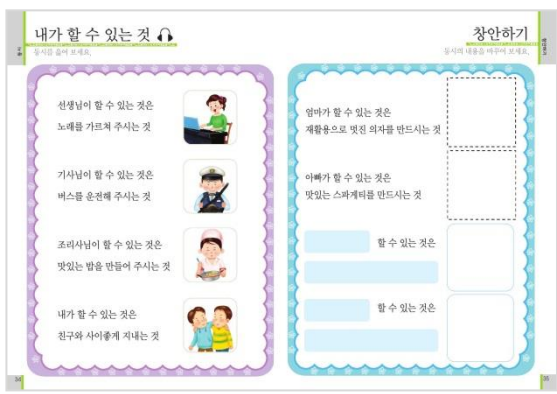 내가 할 수 있는 것
동시를 읊어 보세요.
선생님이 할 수 있는 것은
노래를 가르쳐 주시는 것
기사님이 할 수 있는 것은
버스를 운전해 주시는 것
조리사님이 할 수 있는 것은
맛있는 밥을 만들어 주시는 것
내가 할 수 있는 것은
친구와 사이좋게 지내는 것
34
창안하기
동시의 내용을 바꾸어 보세요.
엄마가 할 수 있는 것은
재활용으로 멋진 의자를 만드시는 것
아빠가 할 수 있는 것은
맛있는 스파게티를 만드시는 것
할 수 있는 것은
할 수 있는 것은
35